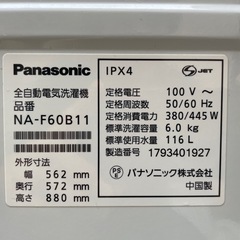 Panasonic
全自動電気洗濯機
品番
NA-F60B11
外形寸法
幅 562 mm
奥行 572 mm
高さ 880 mm
IPX4
S JET
定格電圧 100 V~
定格周波数 50/60 Hz
定格消費電力 380/445 W
標準洗濯容量 6.0 kg
標準使用水量 116 L
製造番号 1793401927
PS E
パナソニック株式会社
中国製